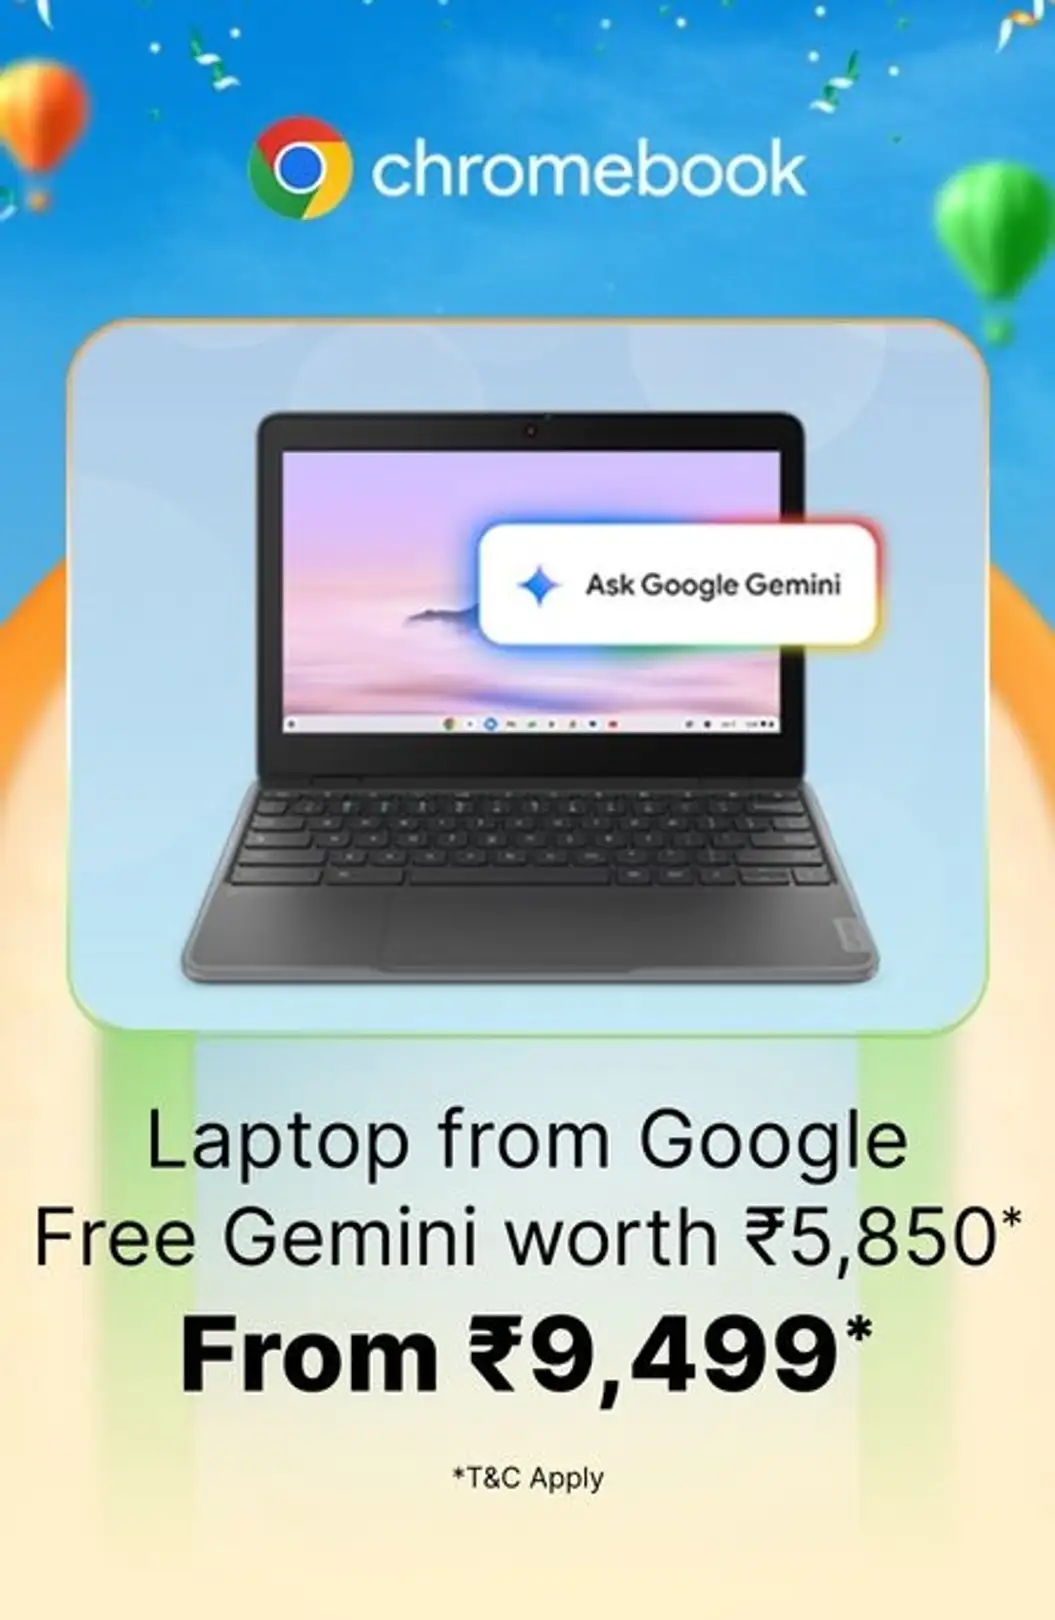 chromebook
Ask Google Gemini
Laptop from Google
Free Gemini worth ₹5,850*
From ₹9,499*
*T&C Apply